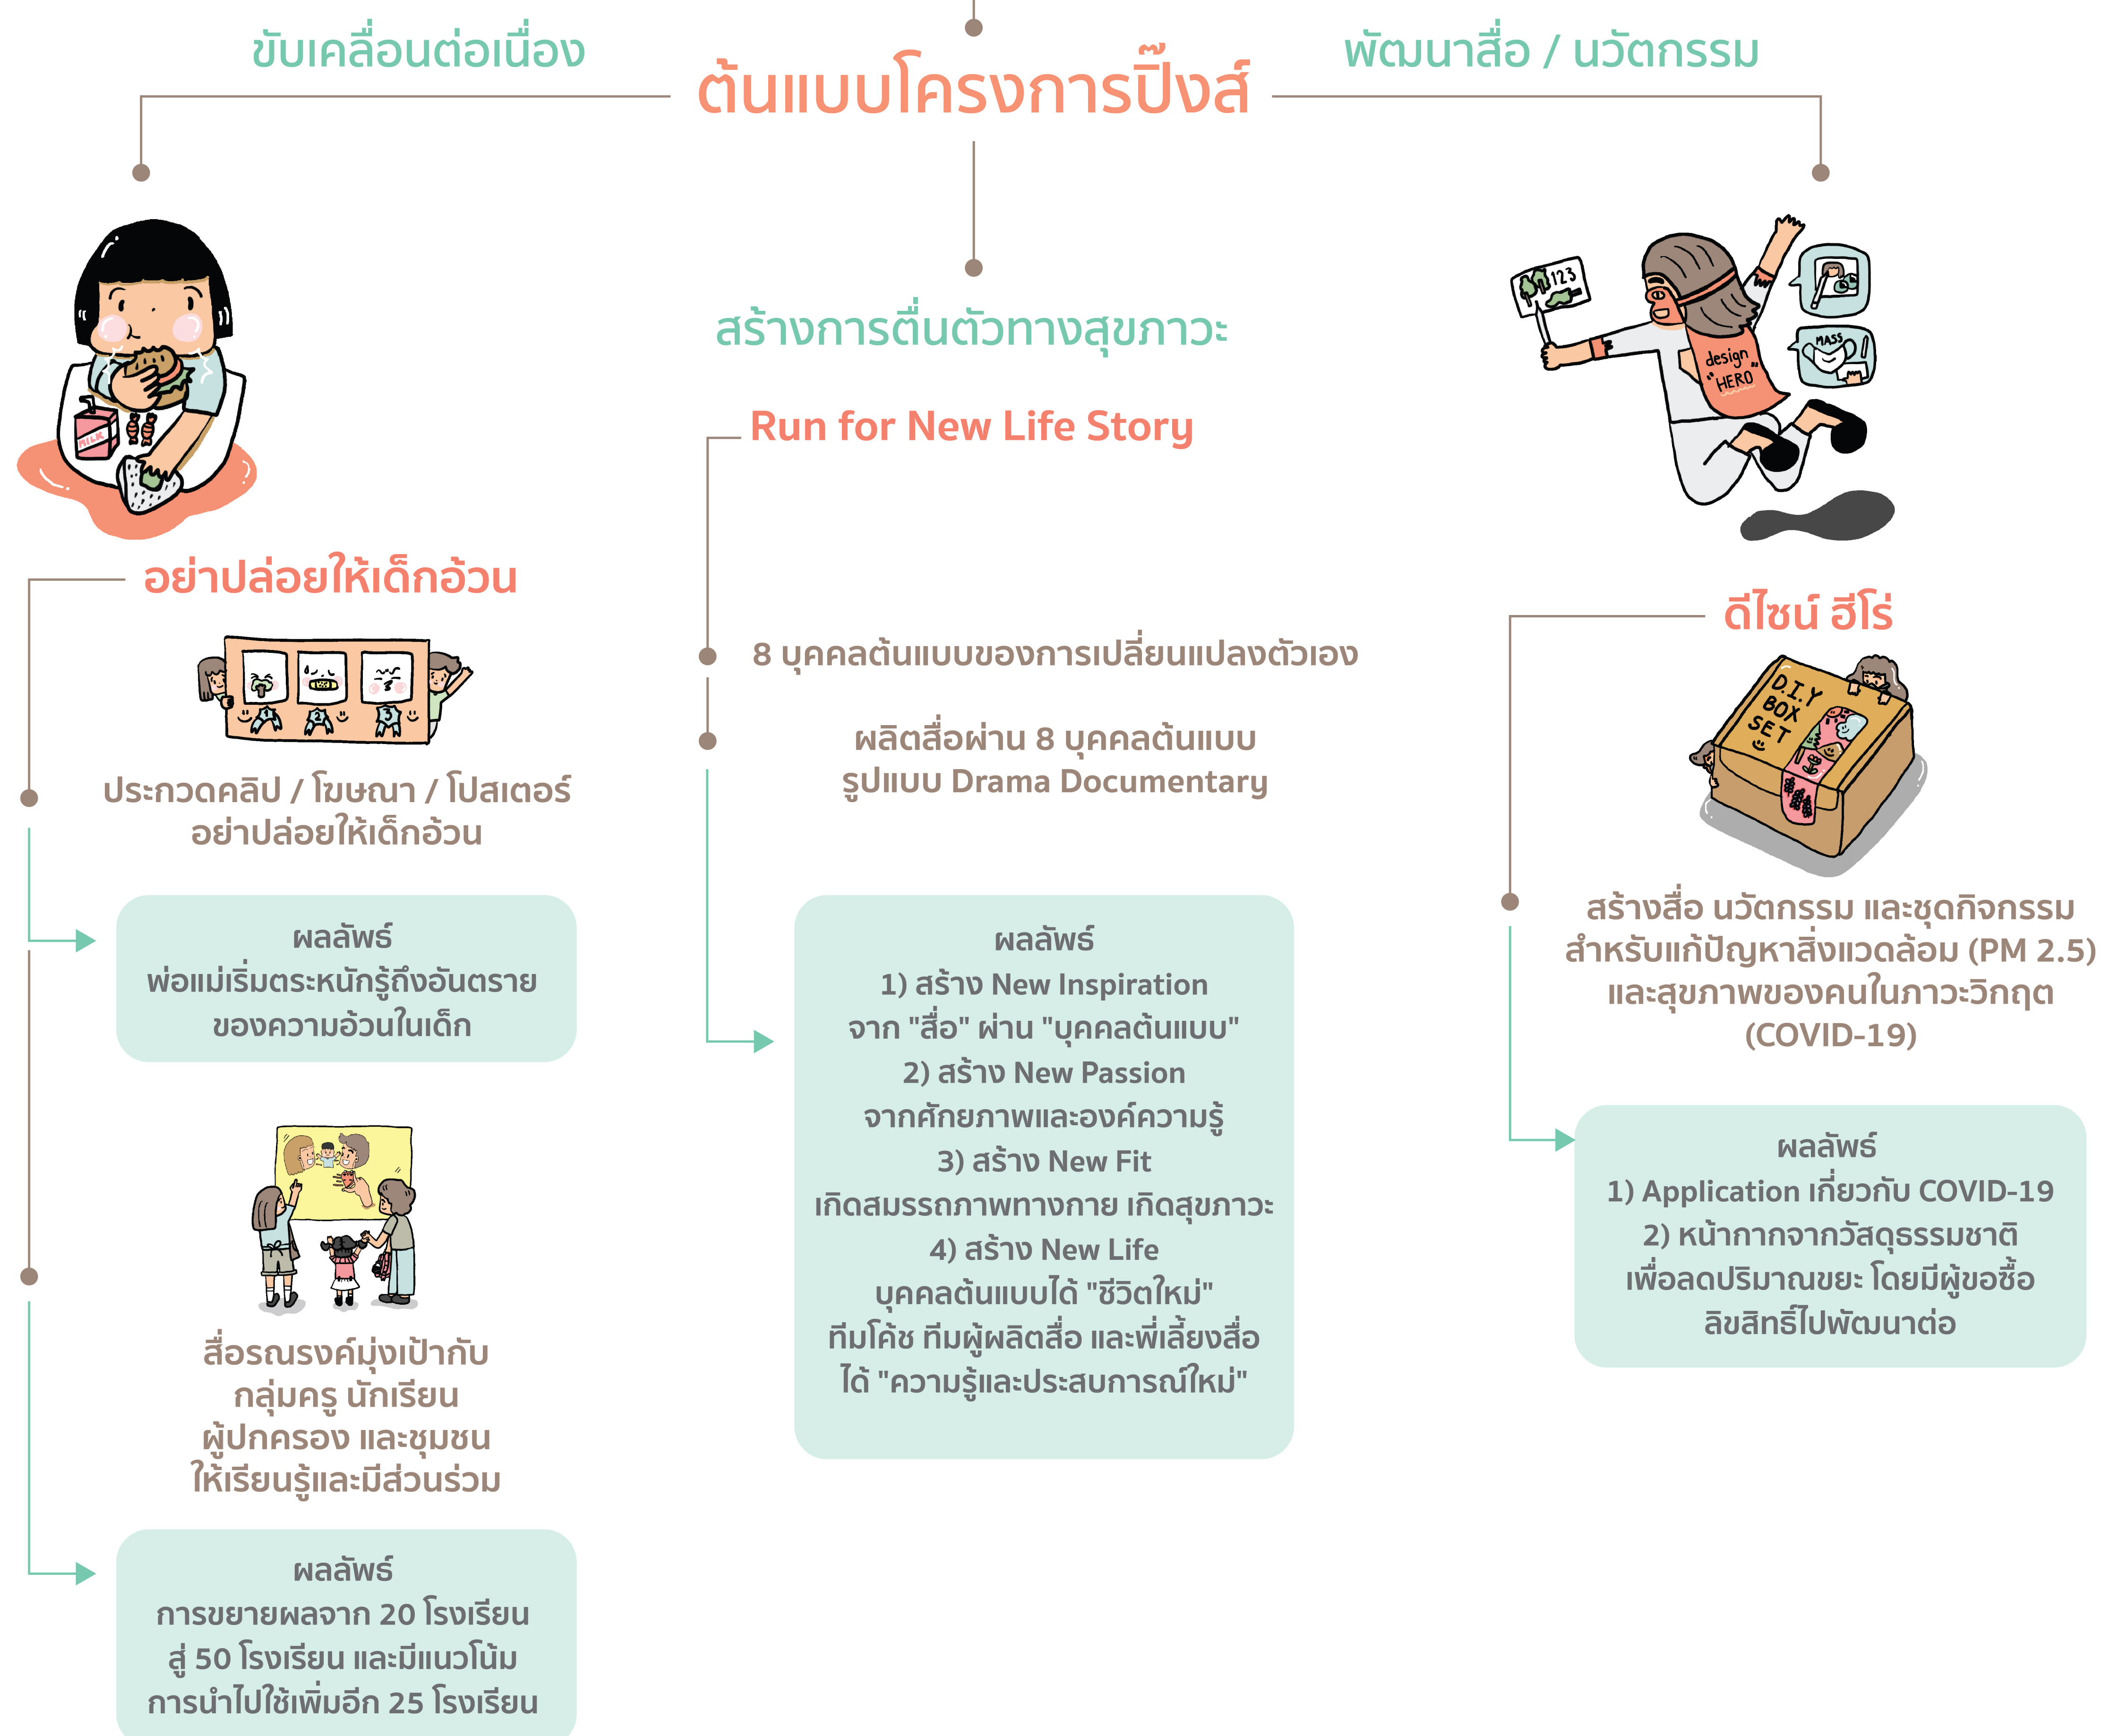 ขับเคลื่อนต่อเนื่อง
ต้นแบบโครงการปิ๊งส์
พัฒนาสื่อ / นวัตกรรม
MILK
อย่าปล่อยให้เด็กอ้วน
1 2 3
ประกวดคลิป / โฆษณา / โปสเตอร์
อย่าปล่อยให้เด็กอ้วน
ผลลัพธ์
พ่อแม่เริ่มตระหนักรู้ถึงอันตราย
ของความอ้วนในเด็ก
สื่อรณรงค์มุ่งเป้ากับ
กลุ่มครู นักเรียน
ผู้ปกครอง และชุมชน
ให้เรียนรู้และมีส่วนร่วม
ผลลัพธ์
การขยายผลจาก 20 โรงเรียน
สู่ 50 โรงเรียน และมีแนวโน้ม
การนำไปใช้เพิ่มอีก 25 โรงเรียน
สร้างการตื่นตัวทางสุขภาวะ
Run for New Life Story
8 บุคคลต้นแบบของการเปลี่ยนแปลงตัวเอง
ผลิตสื่อผ่าน 8 บุคคลต้นแบบ
รูปแบบ Drama Documentary
ผลลัพธ์
1) สร้าง New Inspiration
จาก "สื่อ" ผ่าน "บุคคลต้นแบบ"
2) สร้าง New Passion
จากศักยภาพและองค์ความรู้
3) สร้าง New Fit
เกิดสมรรถภาพทางกาย เกิดสุขภาวะ
4) สร้าง New Life
บุคคลต้นแบบได้ "ชีวิตใหม่"
ทีมโค้ช ทีมผู้ผลิตสื่อ และพี่เลี้ยงสื่อ
ได้ "ความรู้และประสบการณ์ใหม่"
123
MASS
design
"HERO"
ดีไซน์ ฮีโร่
D.I.Y
BOX
SET
สร้างสื่อ นวัตกรรม และชุดกิจกรรม
สำหรับแก้ปัญหาสิ่งแวดล้อม (PM 2.5)
และสุขภาพของคนในภาวะวิกฤต
(COVID-19)
ผลลัพธ์
1) Application เกี่ยวกับ COVID-19
2) หน้ากากจากวัสดุธรรมชาติ
เพื่อลดปริมาณขยะ โดยมีผู้ขอซื้อ
ลิขสิทธิ์ไปพัฒนาต่อ